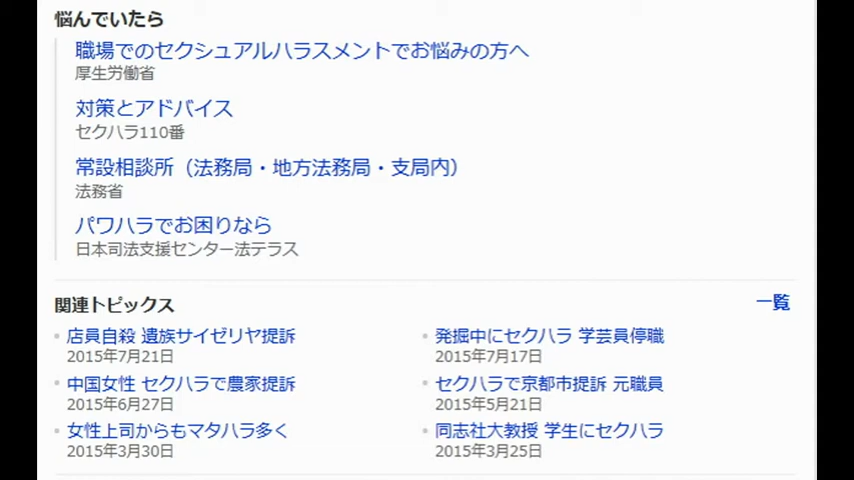 悩んでいたら
職場でのセクシュアルハラスメントでお悩みの方へ
厚生労働省
対策とアドバイス
セクハラ110番
常設相談所（法務局・地方法務局・支局内）
法務省
パワハラでお困りなら
日本司法支援センター法テラス
関連トピックス
一覧
店員自殺 遺族サイゼリヤ提訴
2015年7月21日
発掘中にセクハラ 学芸員停職
2015年7月17日
中国女性 セクハラで農家提訴
2015年6月27日
セクハラで京都市提訴 元職員
2015年5月21日
女性上司からもマタハラ多く
2015年3月30日
同志社大教授 学生にセクハラ
2015年3月25日